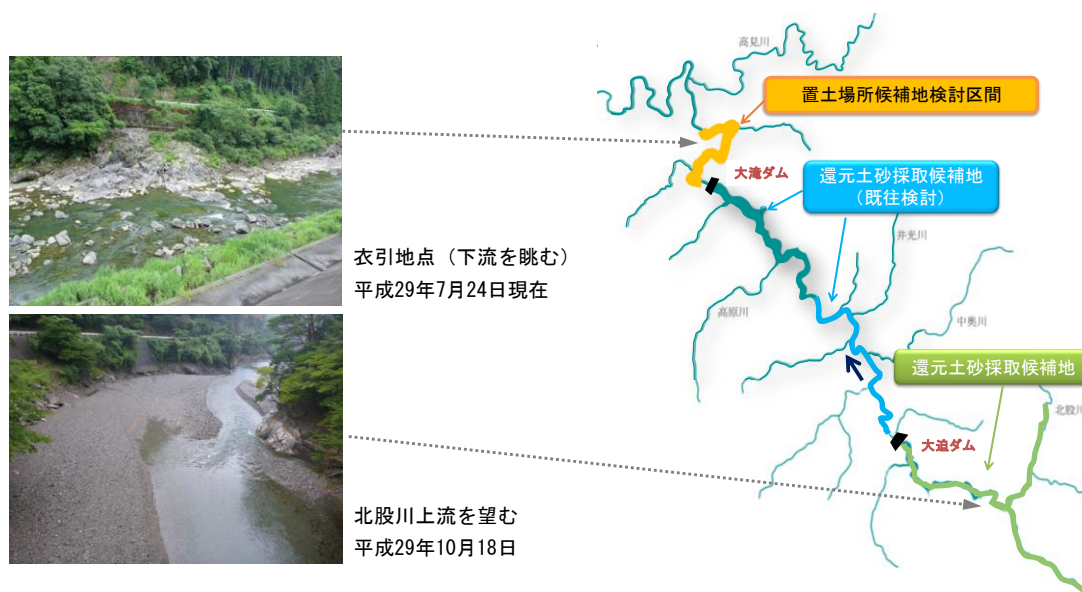 高見川
置土場所候補地検討区間
大滝ダム
還元土砂採取候補地
（既往検討）
井光川
衣引地点（下流を眺む）
平成29年7月24日現在
高原川
中奥川
還元土砂採取候補地
北股川
大迫ダム
北股川上流を望む
平成29年10月18日